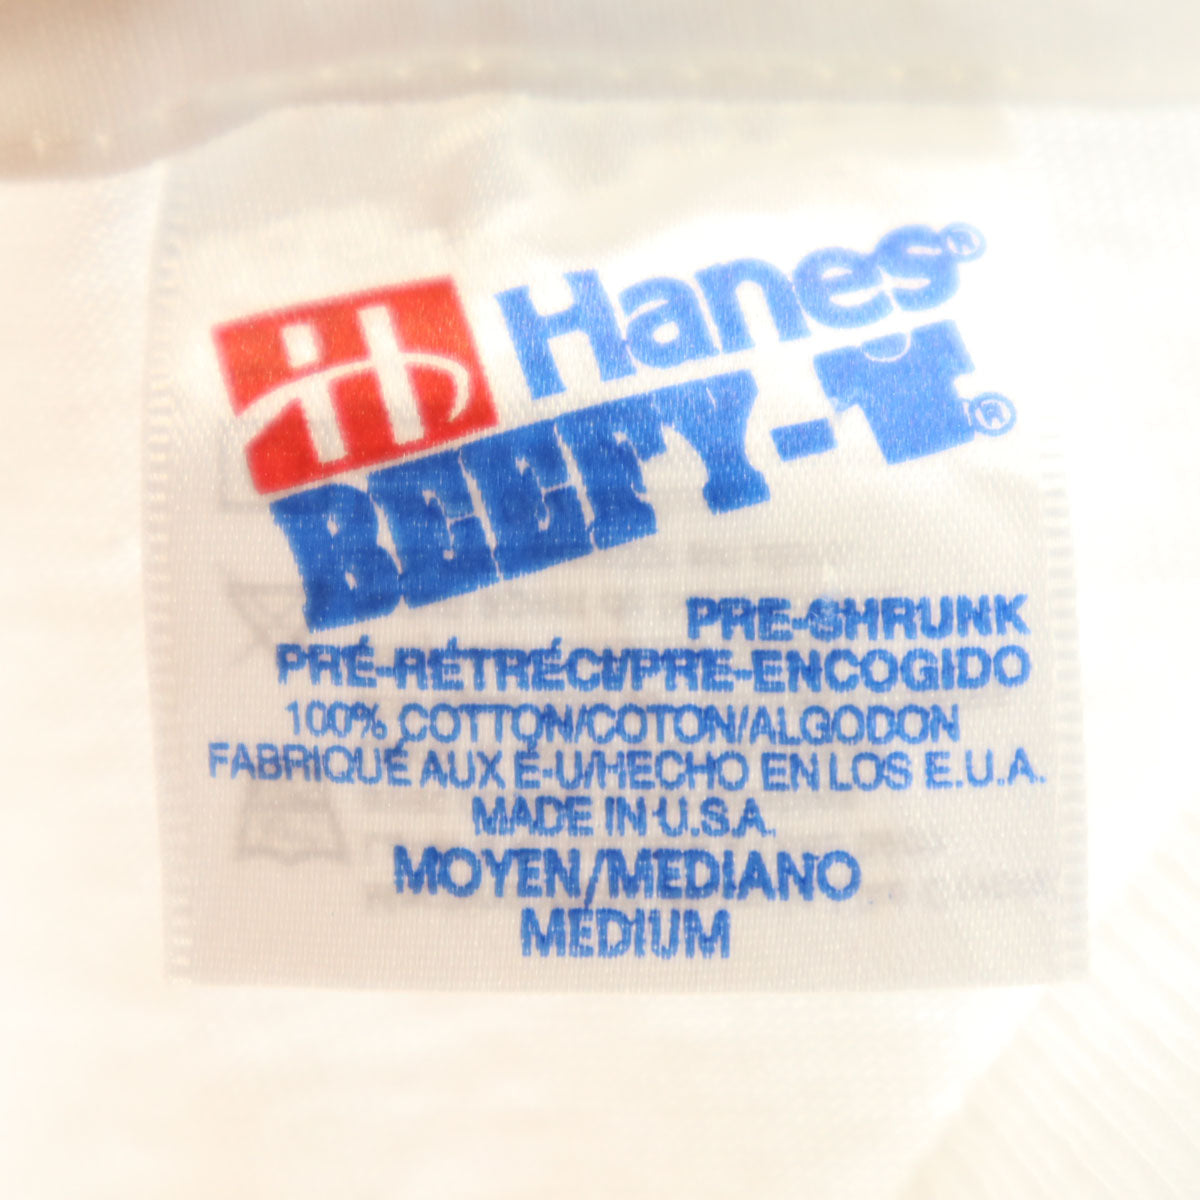 Hanes®
BEEFY-T®
PRE-SHRUNK
PRÉ-RÉTRÉCI/PRE-ENCOGIDO
100% COTTON/COTON/ALGODON
FABRIQUÉ AUX É-U/HECHO EN LOS E.U.A.
MADE IN U.S.A.
MOYEN/MEDIANO
MEDIUM